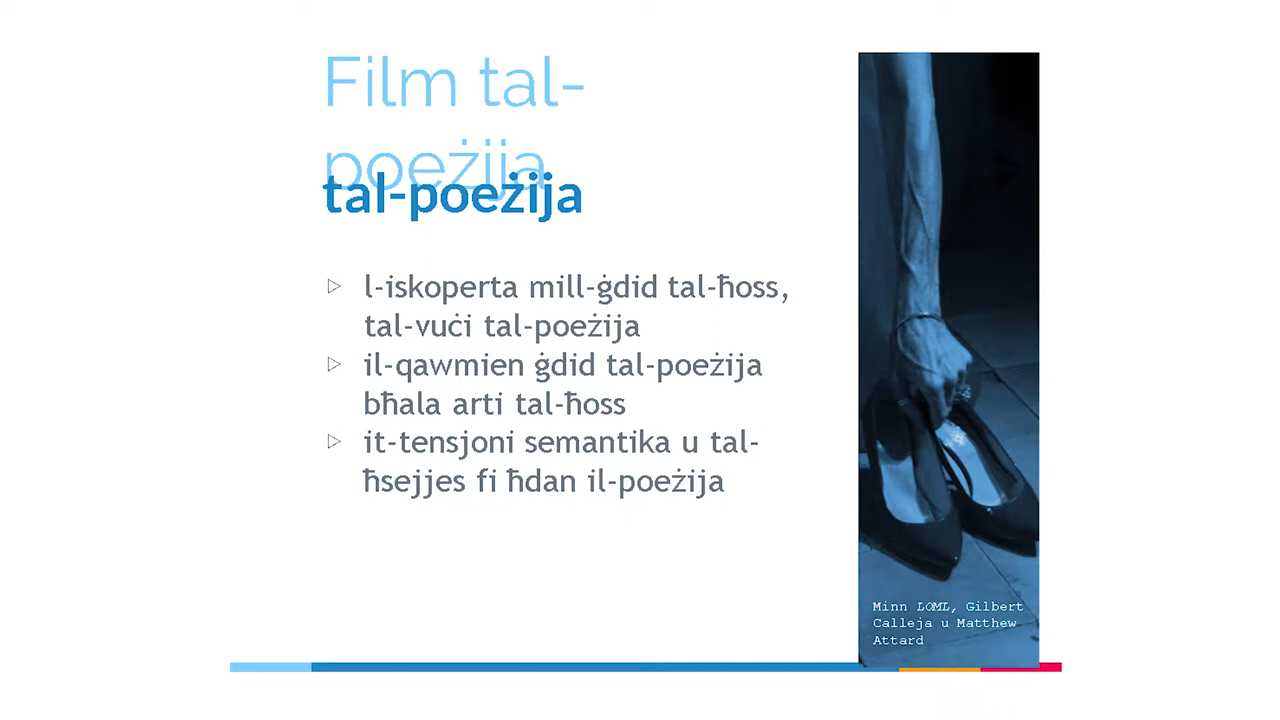 Film tal-
poeżija
tal-poeżija
l-iskoperta mill-ġdid tal-ħoss,
tal-vuċi tal-poeżija
il-qawmien ġdid tal-poeżija
bħala arti tal-ħoss
it-tensjoni semantika u tal-
ħsejjes fi ħdan il-poeżija
Minn LOML, Gilbert
Calleja u Matthew
Attard